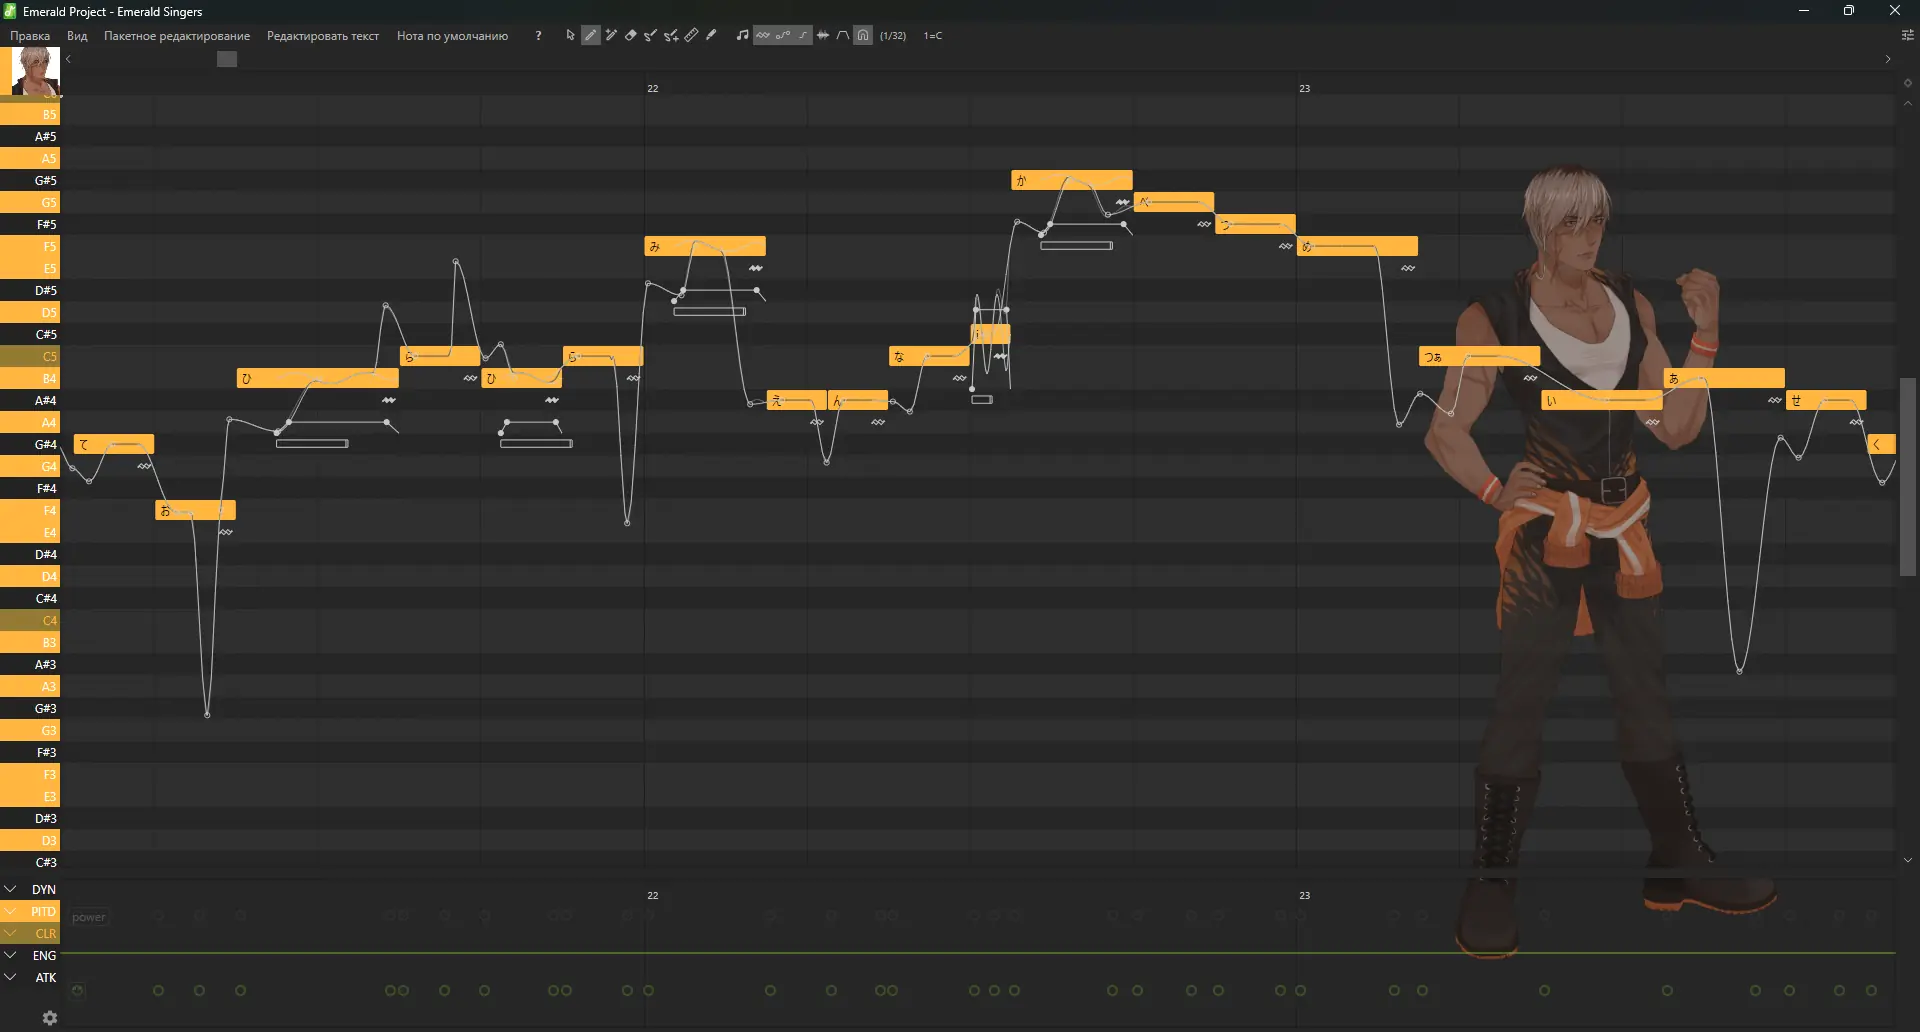 Emerald Project - Emerald Singers
Правка Вид Пакетное редактирование Редактировать текст Нота по умолчанию ? (1/32) 1=C
22 23
B5
A#5
A5
G#5
か
G5
べ
F#5
つ
F5
み
め
E5
D#5
D5
C#5
i
C5
ら
ら
な
つぁ
B4
ひ
ひ
あ
A#4
え
ん
い
せ
A4
G#4
て
く
G4
F#4
F4
お
E4
D#4
D4
C#4
C4
B3
A#3
A3
G#3
G3
F#3
F3
E3
D#3
D3
C#3
DYN
22 23
PITD
power
CLR
ENG
ATK